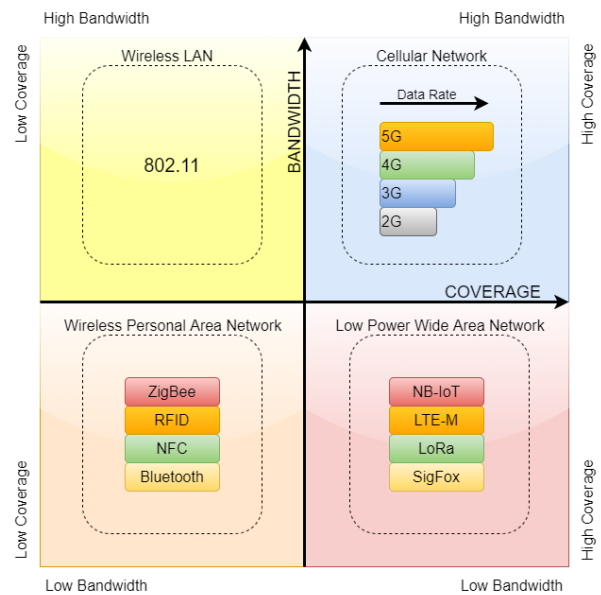 High Bandwidth
High Bandwidth
Low Coverage
Wireless LAN
802.11
BANDWIDTH
Cellular Network
Data Rate
5G
4G
3G
2G
High Coverage
COVERAGE
Wireless Personal Area Network
ZigBee
RFID
NFC
Bluetooth
Low Power Wide Area Network
NB-IoT
LTE-M
LoRa
SigFox
Low Coverage
High Coverage
Low Bandwidth
Low Bandwidth